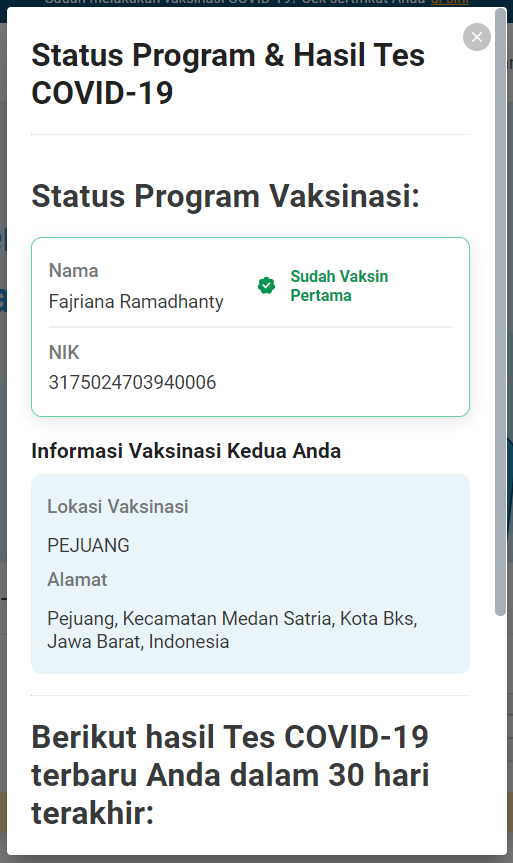 Sudah melakukan vaksinasi COVID-19? Cek sertifikat Anda di sini
Status Program & Hasil Tes
COVID-19
Status Program Vaksinasi:
Nama
Fajriana Ramadhanty
Sudah Vaksin
Pertama
NIK
3175024703940006
Informasi Vaksinasi Kedua Anda
Lokasi Vaksinasi
PEJUANG
Alamat
Pejuang, Kecamatan Medan Satria, Kota Bks,
Jawa Barat, Indonesia
Berikut hasil Tes COVID-19
terbaru Anda dalam 30 hari
terakhir: